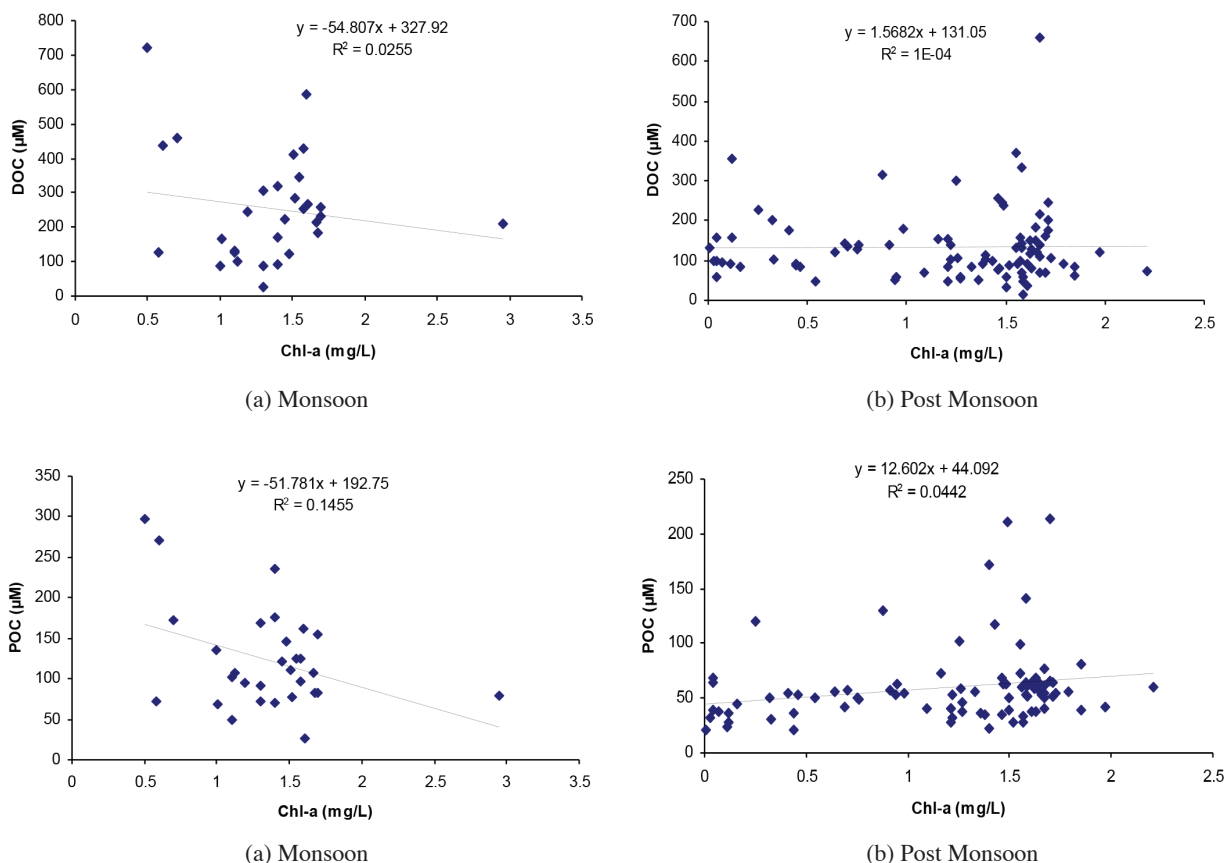 y = -54.807x + 327.92
R² = 0.0255
800
700
600
500
400
300
200
100
0
DOC (µM)
0 0.5 1 1.5 2 2.5 3 3.5
Chl-a (mg/L)
(a) Monsoon
y = 1.5682x + 131.05
R² = 1E-04
700
600
500
400
300
200
100
0
DOC (µM)
0 0.5 1 1.5 2 2.5
Chl-a (mg/L)
(b) Post Monsoon
y = -51.781x + 192.75
R² = 0.1455
350
300
250
200
150
100
50
0
POC (µM)
0 0.5 1 1.5 2 2.5 3 3.5
Chl-a (mg/L)
(a) Monsoon
y = 12.602x + 44.092
R² = 0.0442
250
200
150
100
50
0
POC (µM)
0 0.5 1 1.5 2 2.5
Chl-a (mg/L)
(b) Post Monsoon